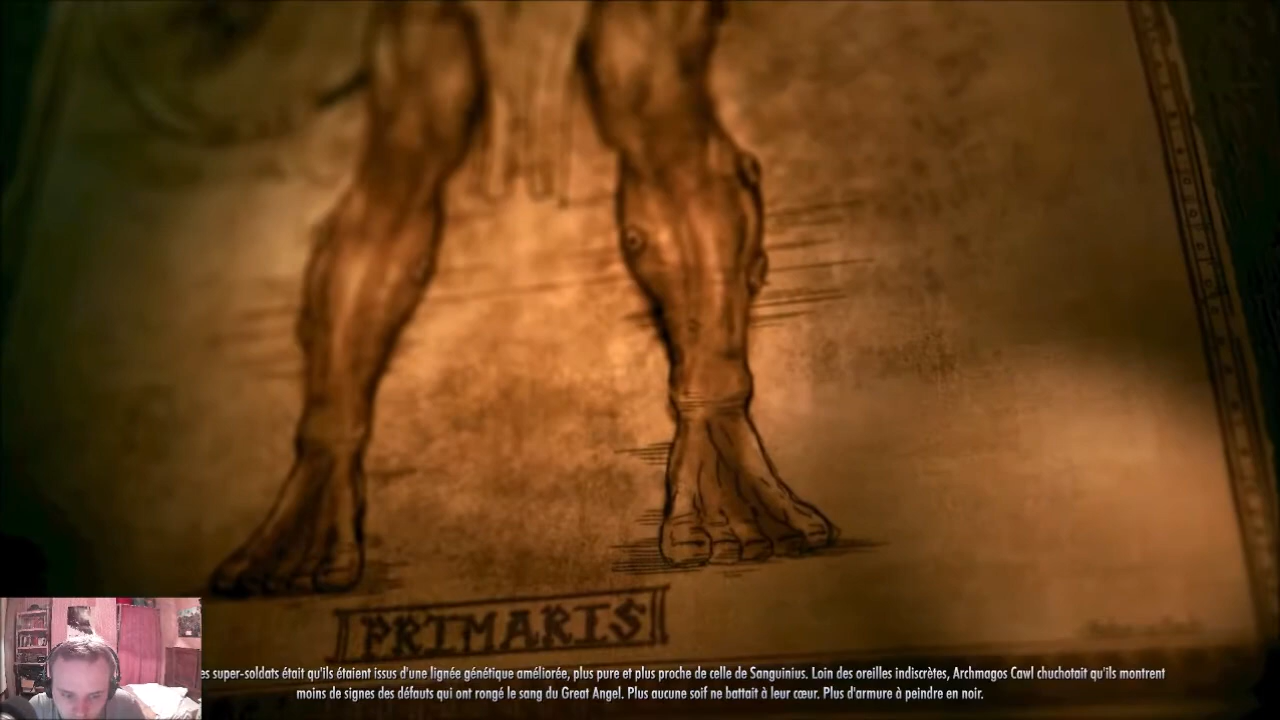 PRIMARIS
es super-soldats était qu'ils étaient issus d'une lignée génétique améliorée, plus pure et plus proche de celle de Sanguinius. Loin des oreilles indiscrètes, Archmagos Cawl chuchotait qu'ils montrent
moins de signes des défauts qui ont rongé le sang du Great Angel. Plus aucune soif ne battait à leur cœur. Plus d'armure à peindre en noir.